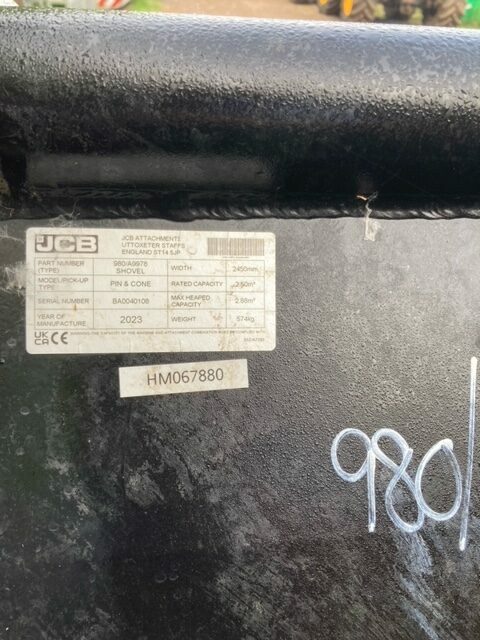 JCB
JCB ATTACHMENTS
UTTOXETER STAFFS
ENGLAND ST14 5JP
PART NUMBER (TYPE) 980/A9976 SHOVEL WIDTH 2450mm
MODEL/PICK-UP TYPE PIN & CONE RATED CAPACITY 2.50m³
SERIAL NUMBER BA0040108 MAX HEAPED CAPACITY 2.88m³
YEAR OF MANUFACTURE 2023 WEIGHT 574kg
UK CA CE
HM067880
980/